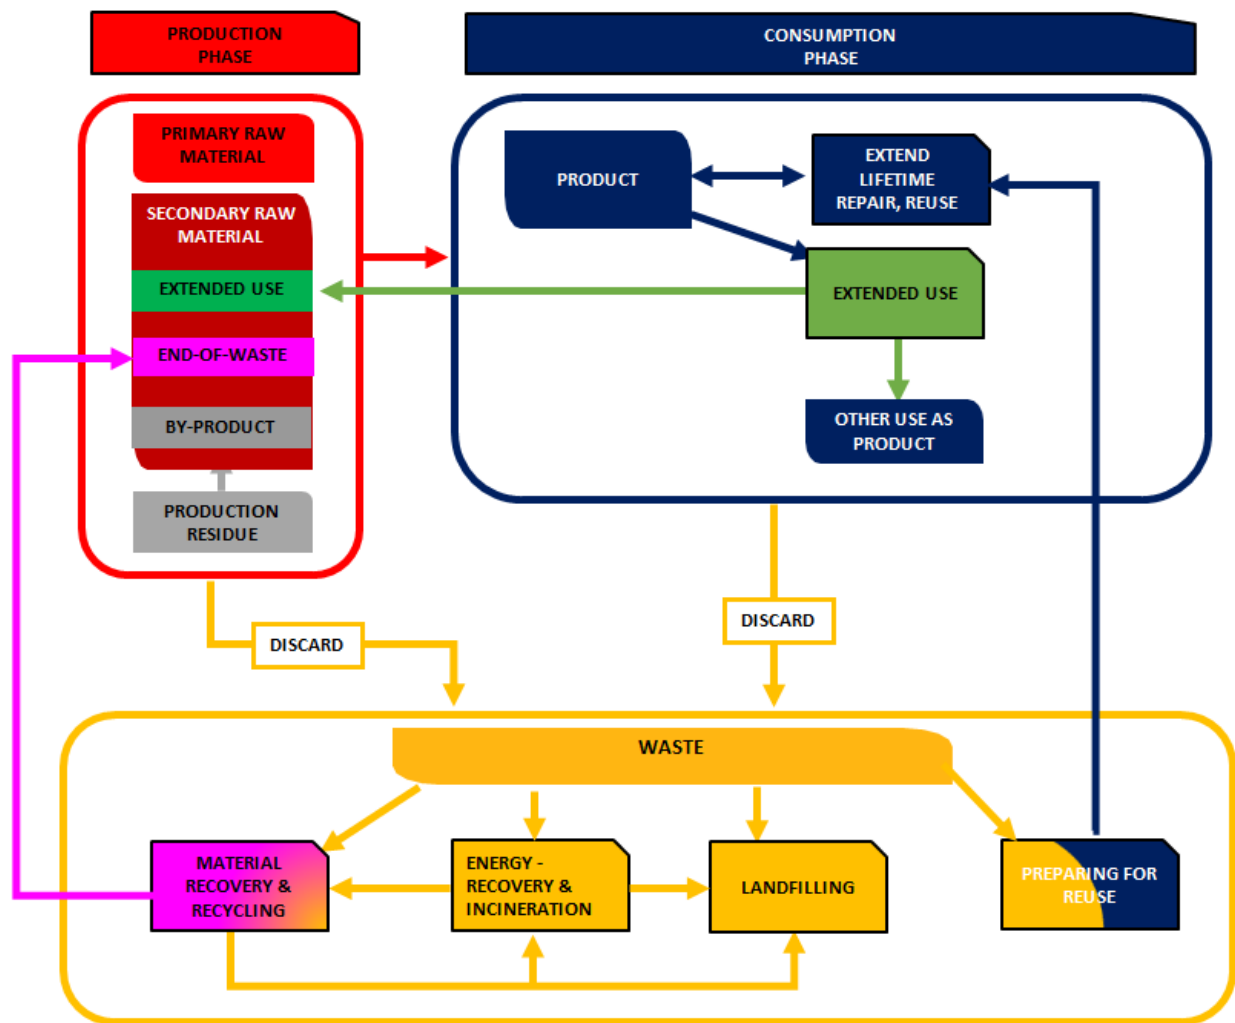 PRODUCTION
PHASE
CONSUMPTION
PHASE
PRIMARY RAW
MATERIAL
SECONDARY RAW
MATERIAL
EXTENDED USE
END-OF-WASTE
BY-PRODUCT
PRODUCTION
RESIDUE
PRODUCT
EXTEND
LIFETIME
REPAIR, REUSE
EXTENDED USE
OTHER USE AS
PRODUCT
DISCARD
DISCARD
WASTE
MATERIAL
RECOVERY &
RECYCLING
ENERGY -
RECOVERY &
INCINERATION
LANDFILLING
PREPARING FOR
REUSE